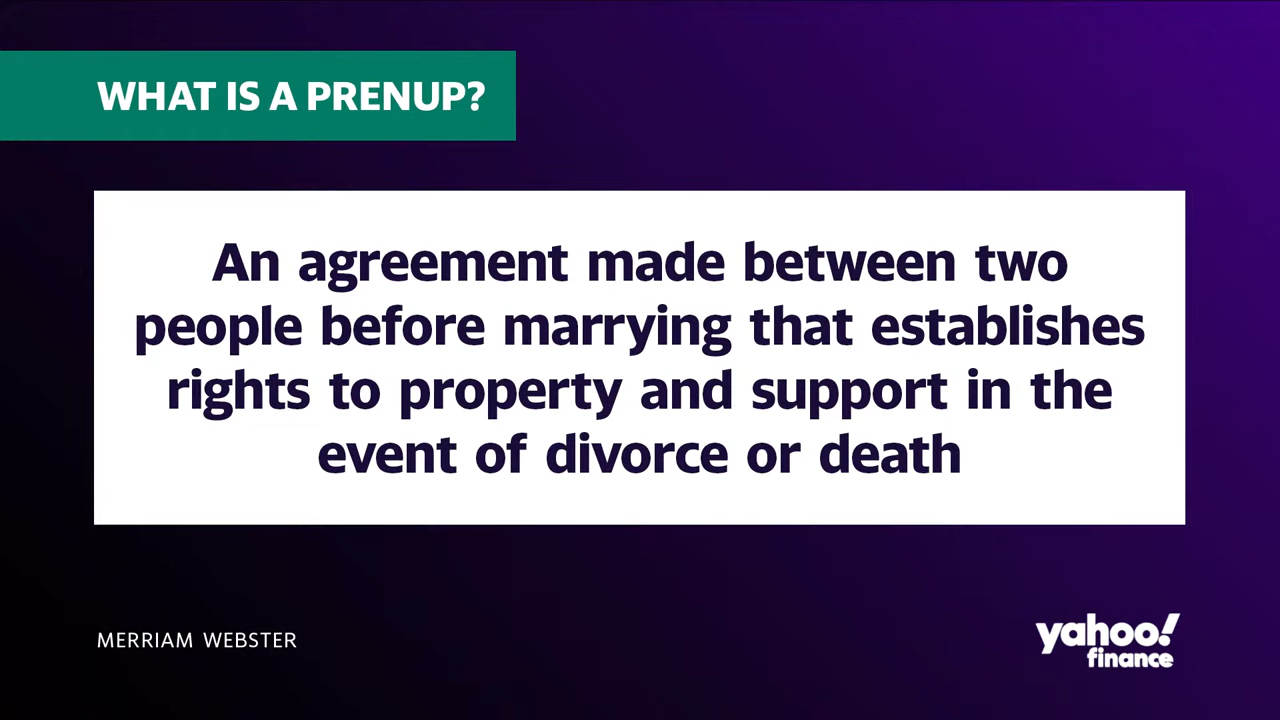 WHAT IS A PRENUP?
An agreement made between two
people before marrying that establishes
rights to property and support in the
event of divorce or death
MERRIAM WEBSTER
yahoo!
finance